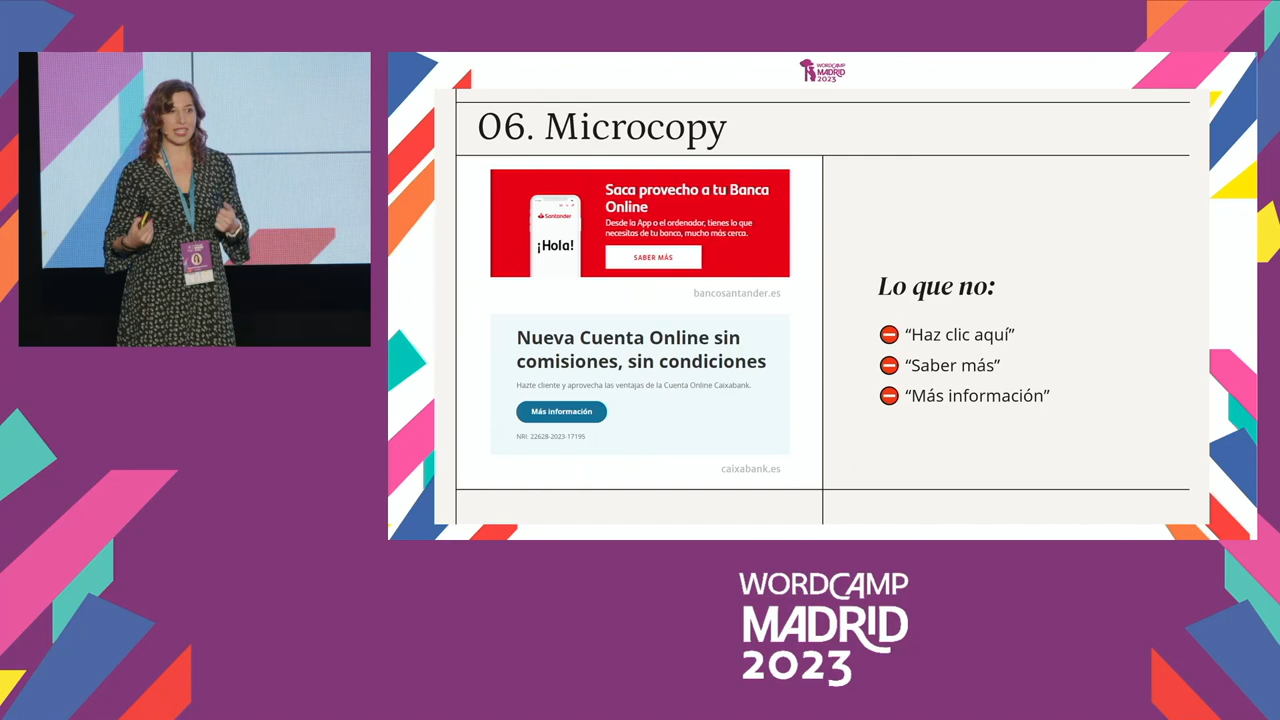 WORDCAMP
MADRID
2023
06. Microcopy
Santander
¡Hola!
Saca provecho a tu Banca
Online
Desde la App o el ordenador, tienes lo que
necesitas de tu banco, mucho más cerca.
SABER MÁS
bancosantander.es
Nueva Cuenta Online sin
comisiones, sin condiciones
Hazte cliente y aprovecha las ventajas de la Cuenta Online Caixabank.
Más información
NRI: 22628-2023-17195
caixabank.es
Lo que no:
“Haz clic aquí”
“Saber más”
“Más información”
WORDCAMP
MADRID
2023